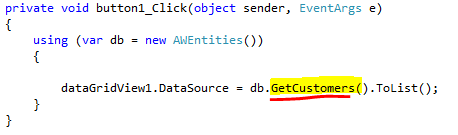 private void button1_Click(object sender, EventArgs e)
{
    using (var db = new AWEntities())
    {
        dataGridView1.DataSource = db.GetCustomers().ToList();
    }
}